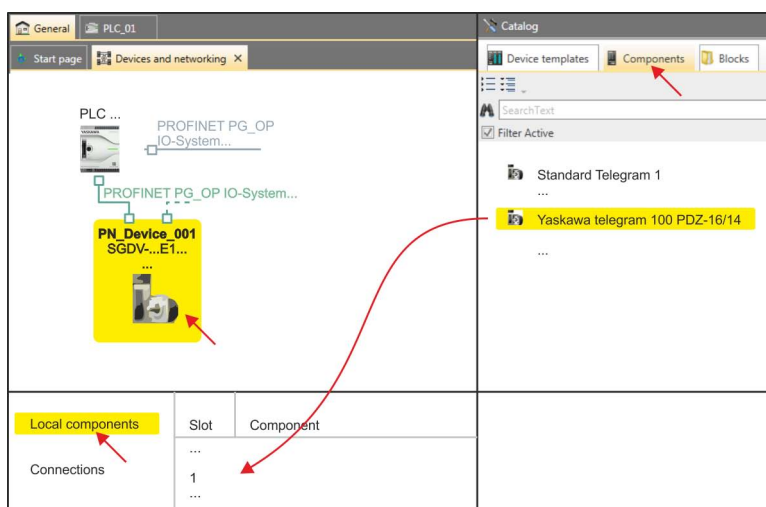 General
PLC_01
Start page
Devices and networking ×
PLC ...
YASKAWA
PROFINET PG_OP
IO-System...
PROFINET PG_OP IO-System...
PN_Device_001
SGDV-...E1...
...
Local components
Connections
Slot
Component
...
1
...
Catalog
Device templates
Components
Blocks
SearchText
Filter Active
Standard Telegram 1
...
Yaskawa telegram 100 PDZ-16/14
...